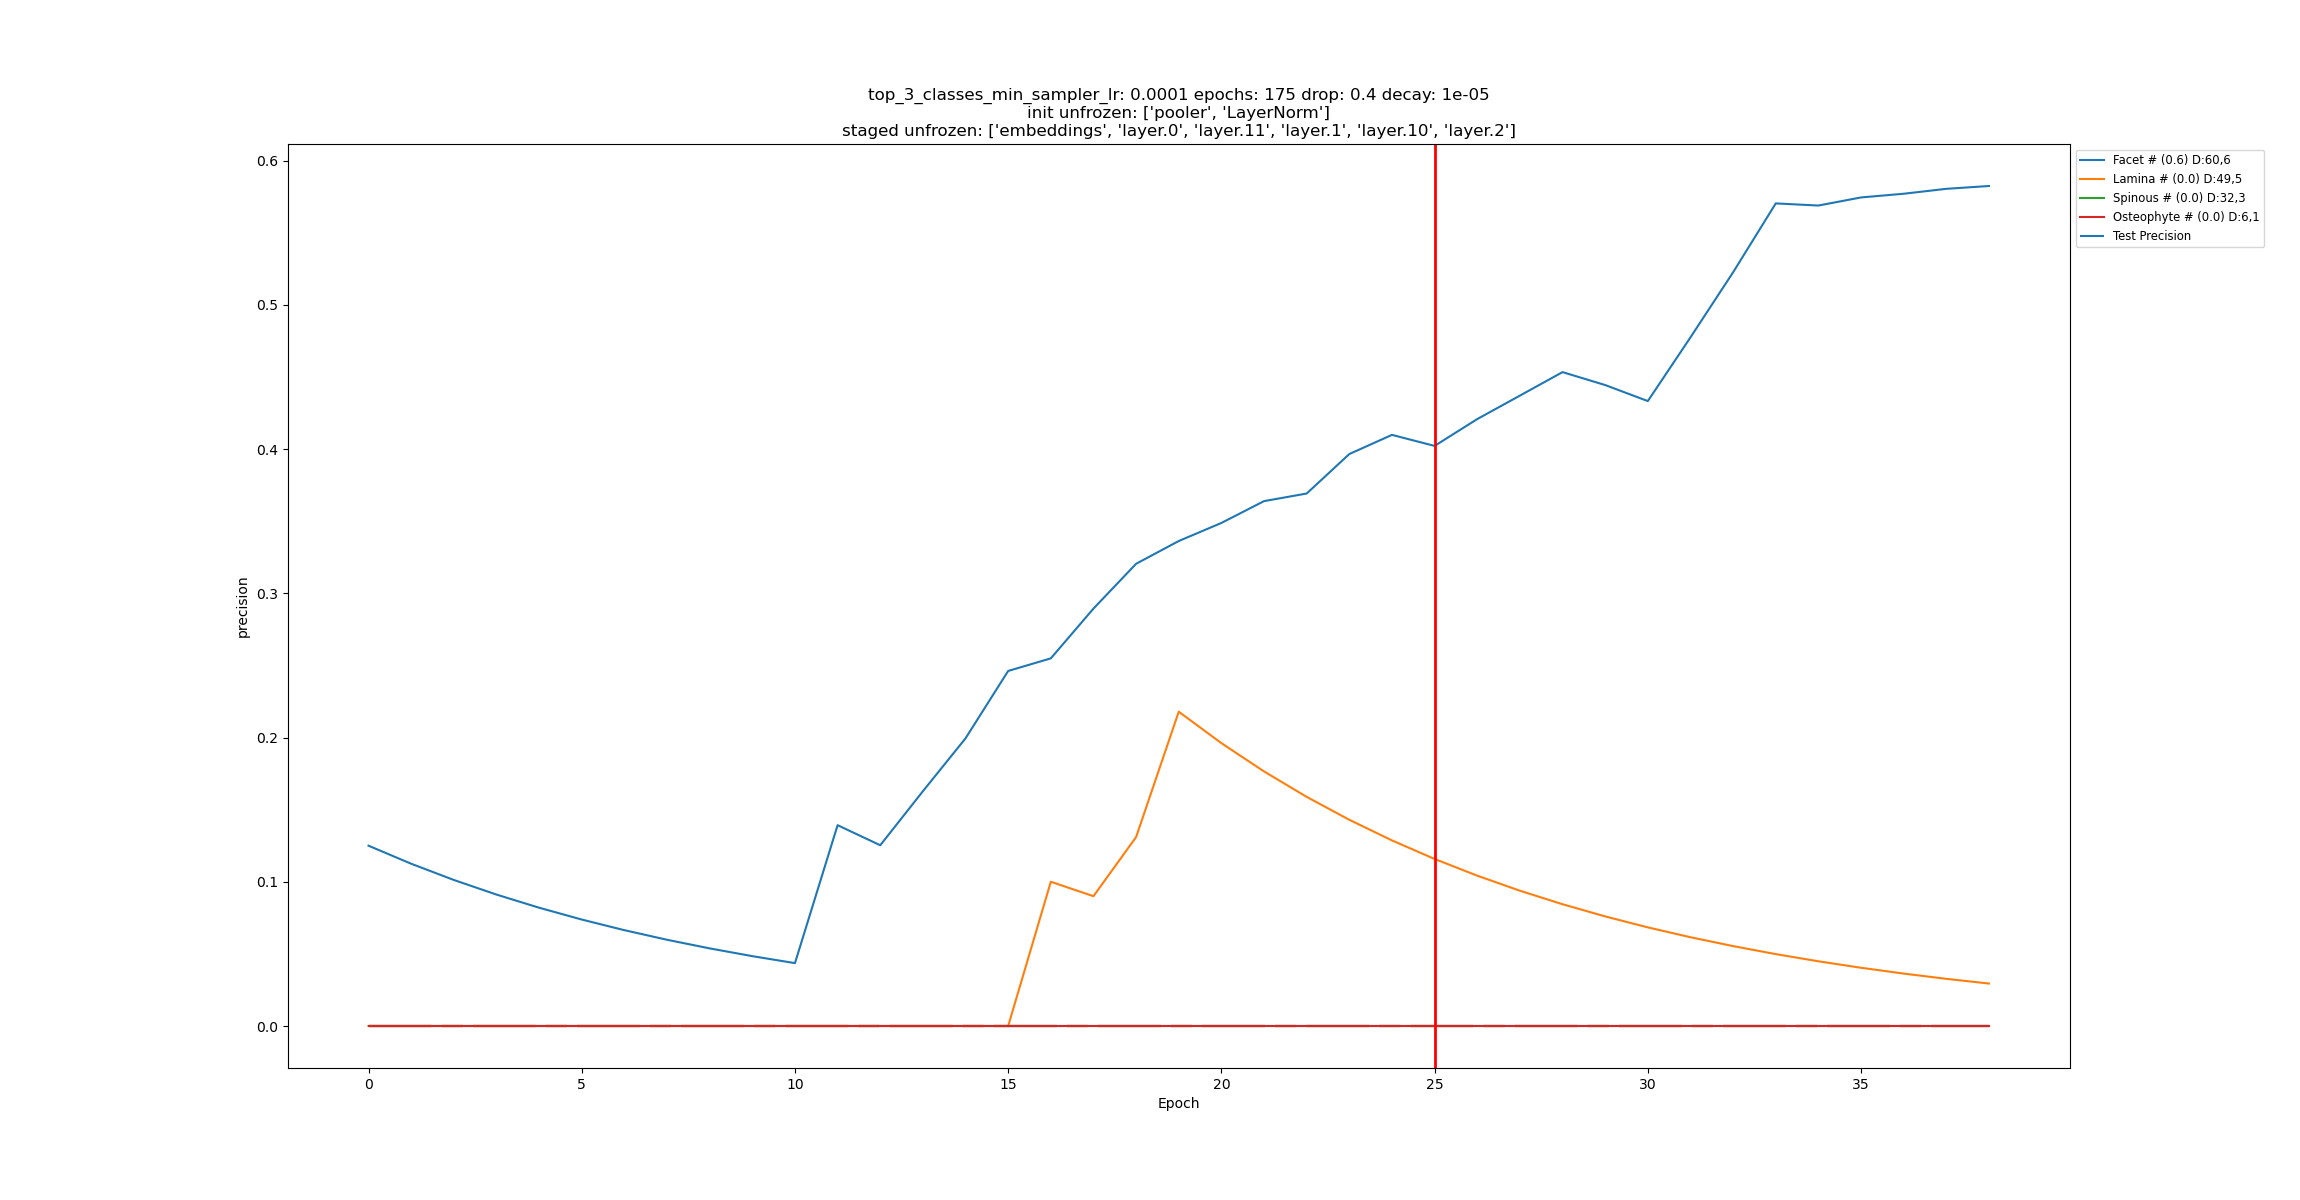 top_3_classes_min_sampler_lr: 0.0001 epochs: 175 drop: 0.4 decay: 1e-05
init unfrozen: ['pooler', 'LayerNorm']
staged unfrozen: ['embeddings', 'layer.0', 'layer.11', 'layer.1', 'layer.10', 'layer.2']
Facet # (0.6) D:60,6
Lamina # (0.0) D:49,5
Spinous # (0.0) D:32,3
Osteophyte # (0.0) D:6,1
Test Precision
precision
0.6
0.5
0.4
0.3
0.2
0.1
0.0
0 5 10 15 20 25 30 35
Epoch